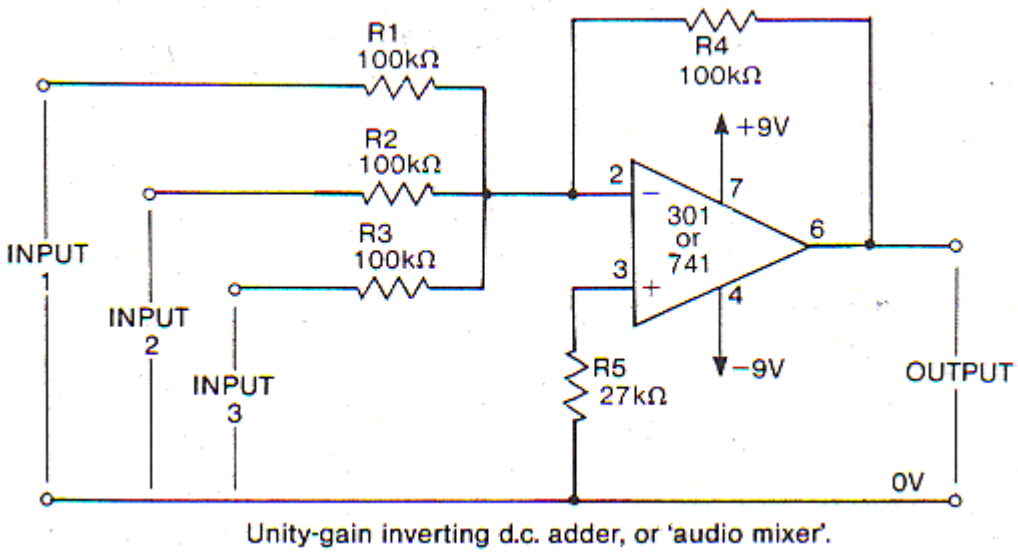 R1
100kΩ
R2
100kΩ
R3
100kΩ
R4
100kΩ
+9V
2
−
7
301
or
741
6
3
+
4
−9V
R5
27kΩ
INPUT
1
INPUT
2
INPUT
3
OUTPUT
0V
Unity-gain inverting d.c. adder, or ‘audio mixer’.